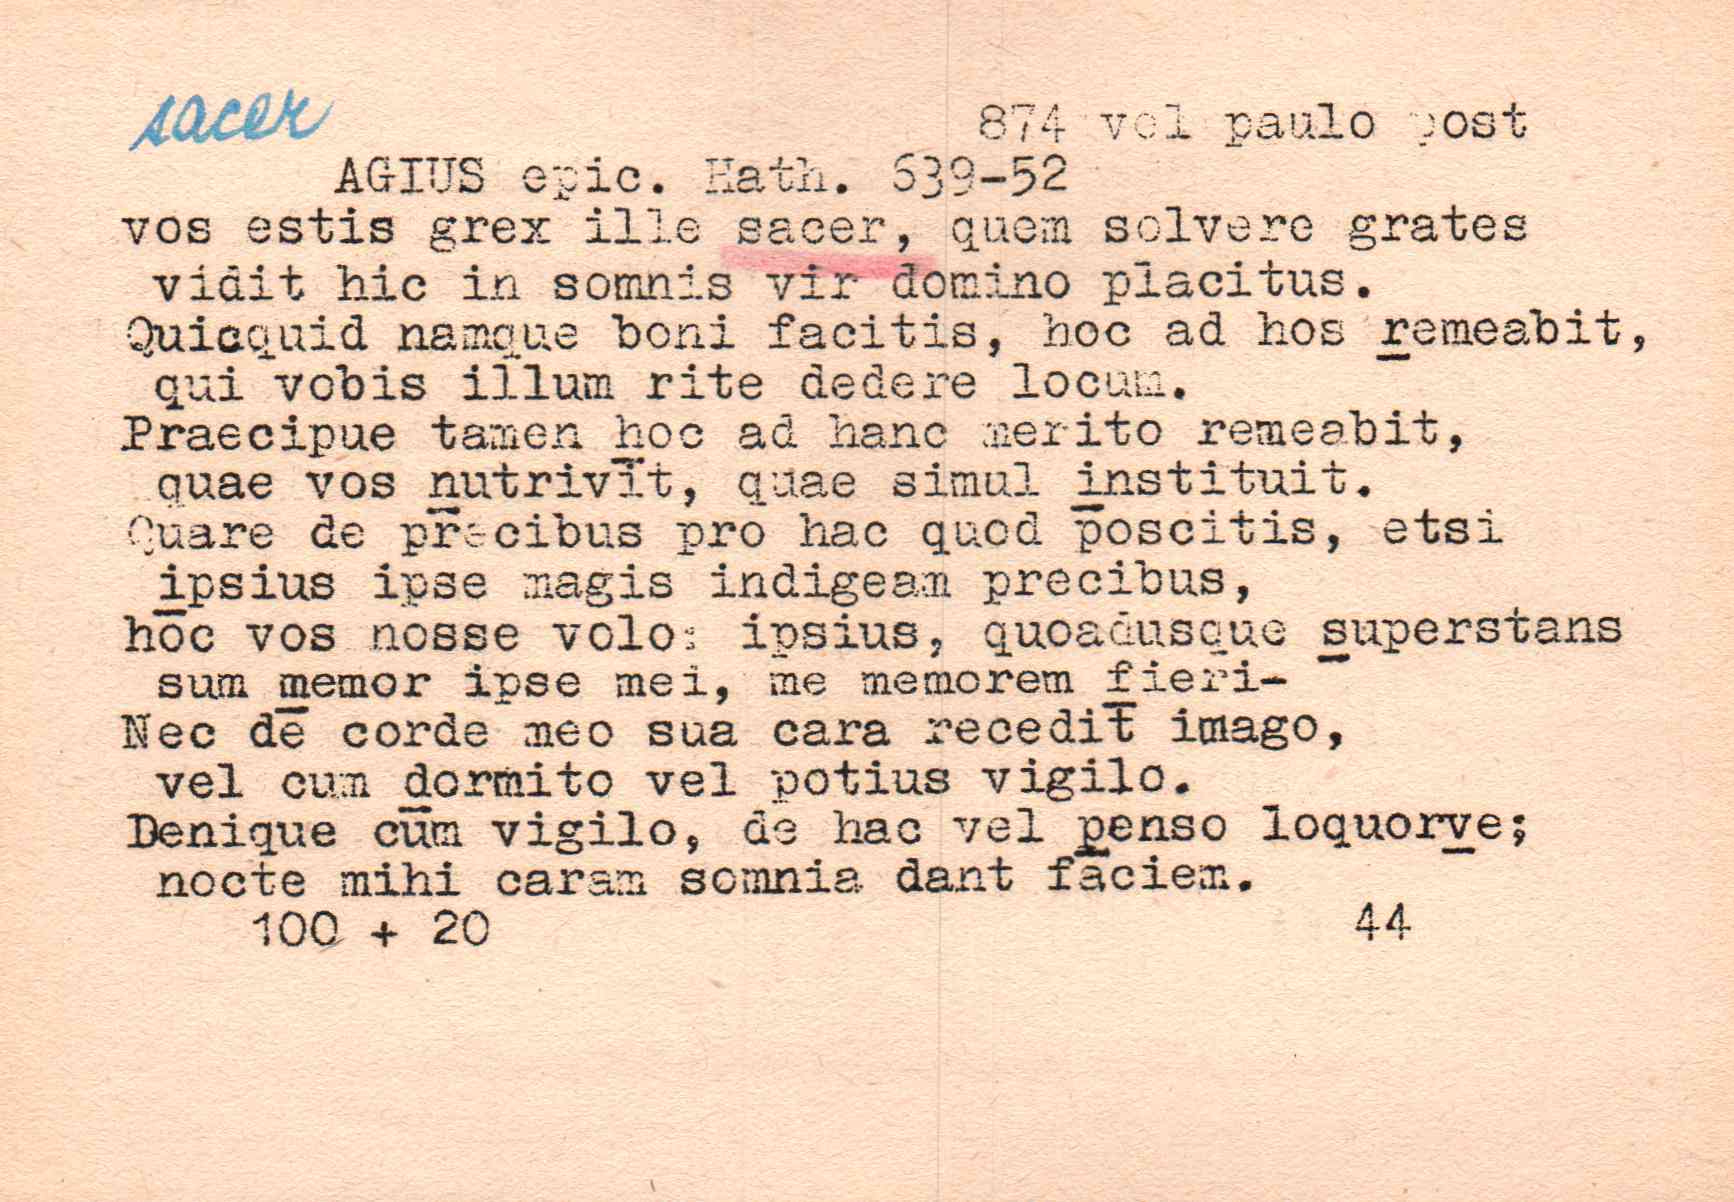 sacer
874 vel paulo post
AGIUS epic. Hath. 639-52
vos estis grex ille sacer, quem solvere grates
vidit hic in somnis vir domino placitus.
Quicquid namque boni facitis, hoc ad hos remeabit,
qui vobis illum rite dedere locum.
Praecipue tamen hoc ad hanc merito remeabit,
quae vos nutrivit, quae simul instituit.
Quare de precibus pro hac quod poscitis, etsi
ipsius ipse magis indigeam precibus,
hoc vos nosse volo: ipsius, quoadusque superstans
sum memor ipse mei, me memorem fieri-
Nec de corde meo sua cara recedit imago,
vel cum dormito vel potius vigilo.
Denique cum vigilo, de hac vel penso loquorve;
nocte mihi caram somnia dant faciem.
100 + 20 44